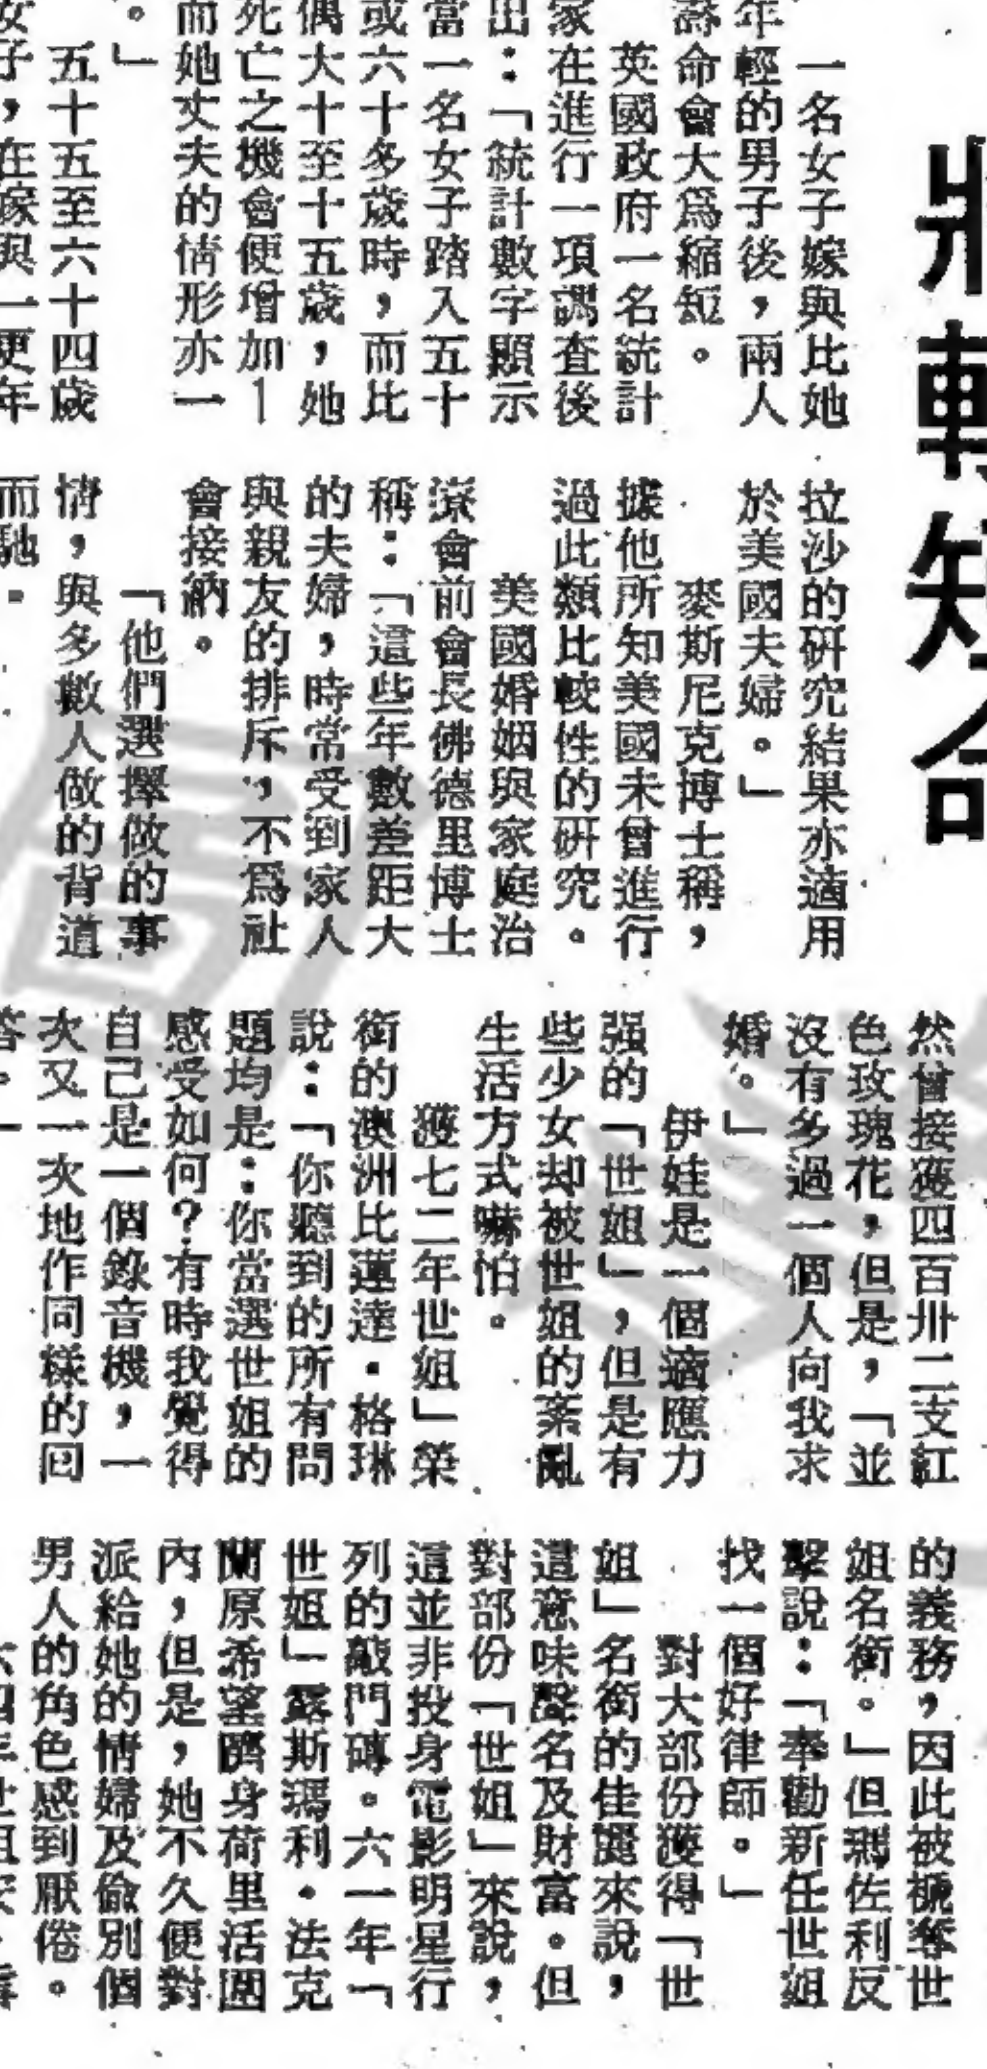 將轉短命
一名女子嫁與比她
年輕的男子後，兩人
壽命會大爲縮短。
英國政府一名統計
家在進行一項調查後
出：「統計數字顯示
當一名女子踏入五十
或六十多歲時，而比
偶大十至十五歲，她
死亡之機會便增加1
而她丈夫的情形亦一
。」
五十五至六十四歲
女子，在嫁與一更年
拉沙的研究結果亦適用
於美國夫婦。」
麥斯尼克博士稱，
據他所知美國未曾進行
過此類比較性的研究。
美國婚姻與家庭治
療會前會長佛德里博士
稱：「這些年數差距大
的夫婦，時常受到家人
與親友的排斥，不爲社
會接納。
「他們選擇做的事
情，與多數人做的背道
而馳。
然曾接獲四百卅二支紅
色玫瑰花，但是，「並
沒有多過一個人向我求
婚。」
伊娃是一個適應力
强的「世姐」，但是有
些少女却被世姐的紊亂
生活方式嚇怕。
獲七二年世姐」榮
銜的澳洲比蓮達·格琳
說：「你聽到的所有問
題均是：你當選世姐的
感受如何？有時我覺得
自己是一個錄音機，一
次又一次地作同樣的回
答。」
的義務，因此被褫奪世
姐名銜。」但瑪佐利反
擊說：「奉勸新任世姐
找一個好律師。」
對大部份獲得「世
姐」名銜的佳麗來說，
這意味聲名及財富。但
對部份「世姐」來說，
這並非投身電影明星行
列的敲門磚。六一年「
世姐」露斯瑪利·法克
蘭原希望躋身荷里活圈
內，但是，她不久便對
派給她的情婦及偷別個
男人的角色感到厭倦。